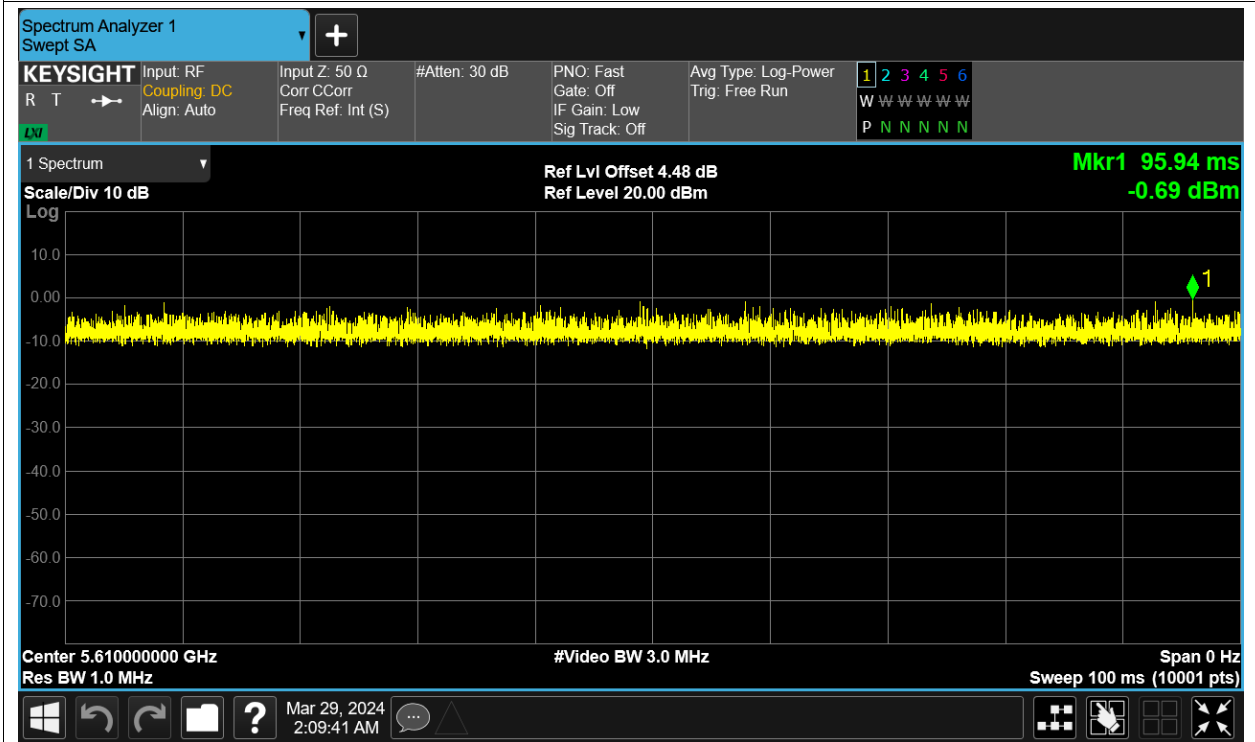 Spectrum Analyzer 1
Swept SA
+
KEYSIGHT
R T
LXI
Input: RF
Coupling: DC
Align: Auto
Input Z: 50 Ω
Corr CCorr
Freq Ref: Int (S)
#Atten: 30 dB
PNO: Fast
Gate: Off
IF Gain: Low
Sig Track: Off
Avg Type: Log-Power
Trig: Free Run
1 2 3 4 5 6
W W W W W W
P N N N N N
1 Spectrum
Scale/Div 10 dB
Ref Lvl Offset 4.48 dB
Ref Level 20.00 dBm
Mkr1 95.94 ms
-0.69 dBm
Log
10.0
0.00
-10.0
-20.0
-30.0
-40.0
-50.0
-60.0
-70.0
1
Center 5.610000000 GHz
Res BW 1.0 MHz
#Video BW 3.0 MHz
Span 0 Hz
Sweep 100 ms (10001 pts)
?
Mar 29, 2024
2:09:41 AM